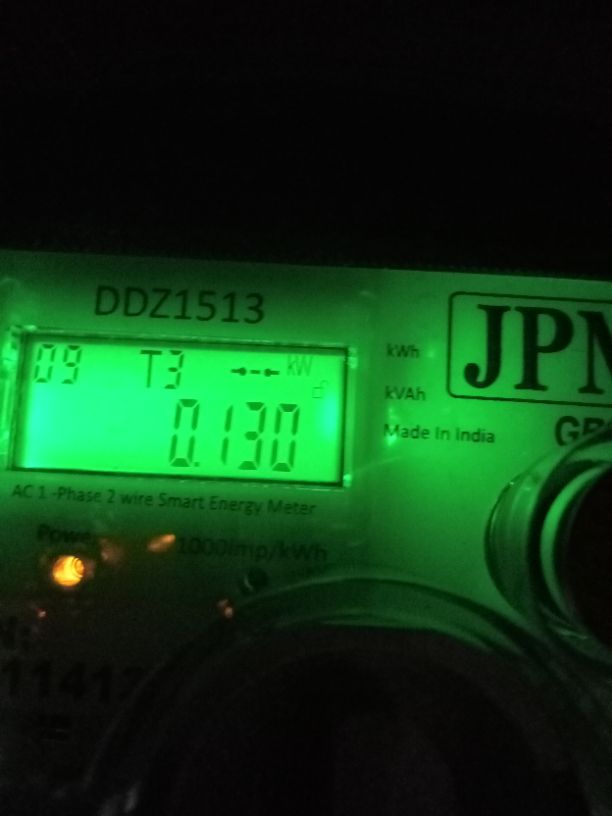 DDZ1513
JPM
kWh
09 T3 kW
kVAh
0.130
Made In India
AC 1 -Phase 2 wire Smart Energy Meter
Power
1000imp/kWh